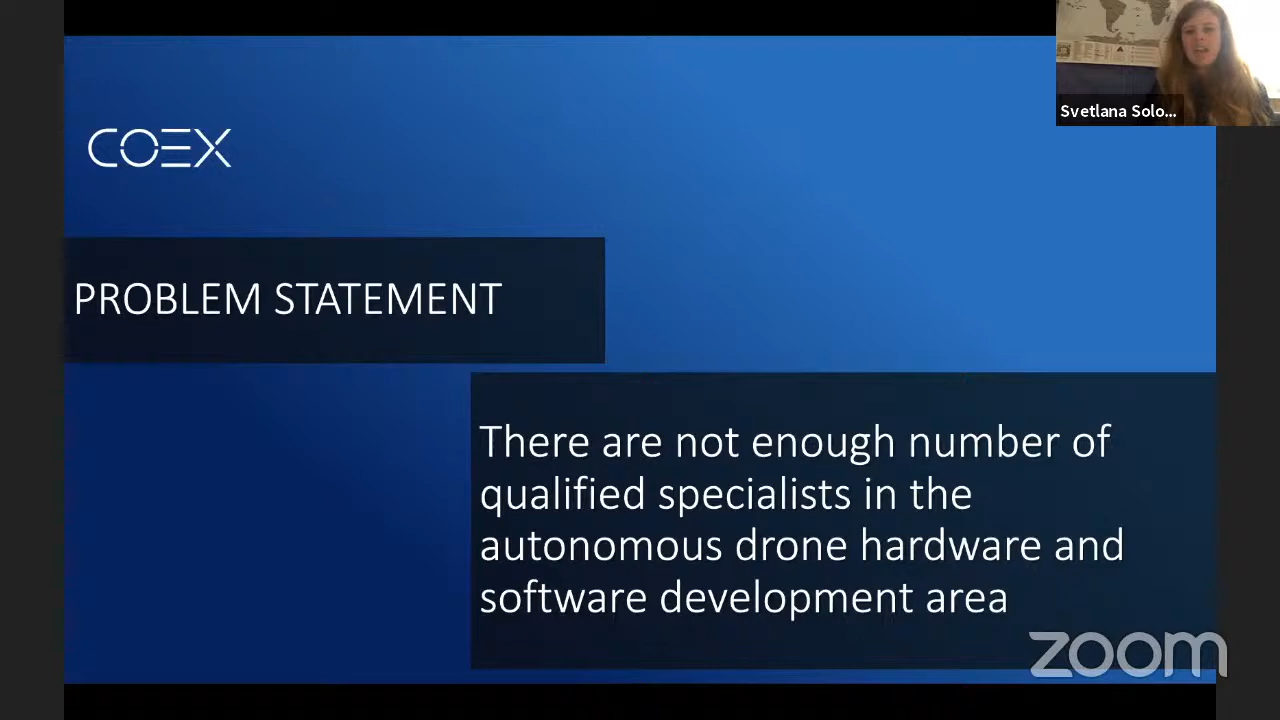 COEX
Svetlana Solo...
PROBLEM STATEMENT
There are not enough number of
qualified specialists in the
autonomous drone hardware and
software development area
zoom